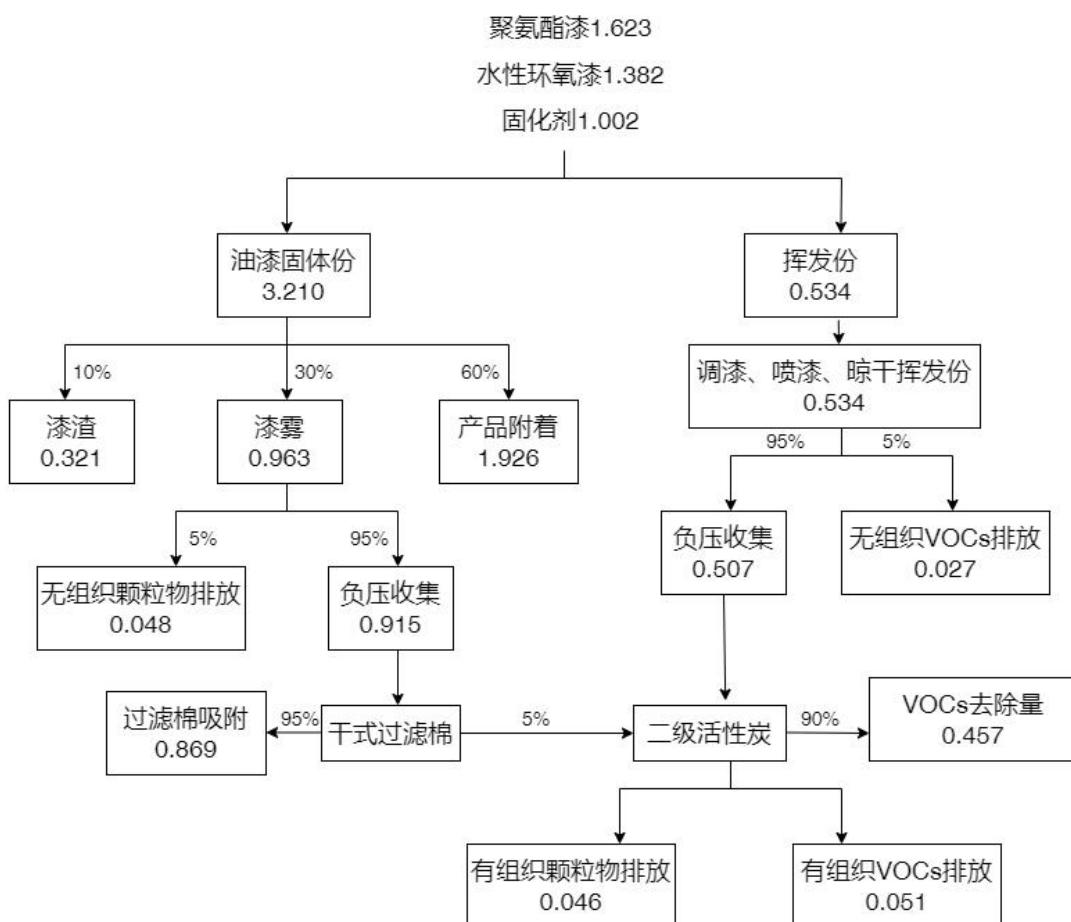 聚氨酯漆1.623
水性环氧漆1.382
固化剂1.002
油漆固体份
3.210
挥发份
0.534
10%
30%
60%
调漆、喷漆、晾干挥发份
0.534
漆渣
0.321
漆雾
0.963
产品附着
1.926
95%
5%
5%
95%
负压收集
0.507
无组织VOCs排放
0.027
无组织颗粒物排放
0.048
负压收集
0.915
过滤棉吸附
0.869
95%
干式过滤棉
5%
二级活性炭
90%
VOCs去除量
0.457
有组织颗粒物排放
0.046
有组织VOCs排放
0.051